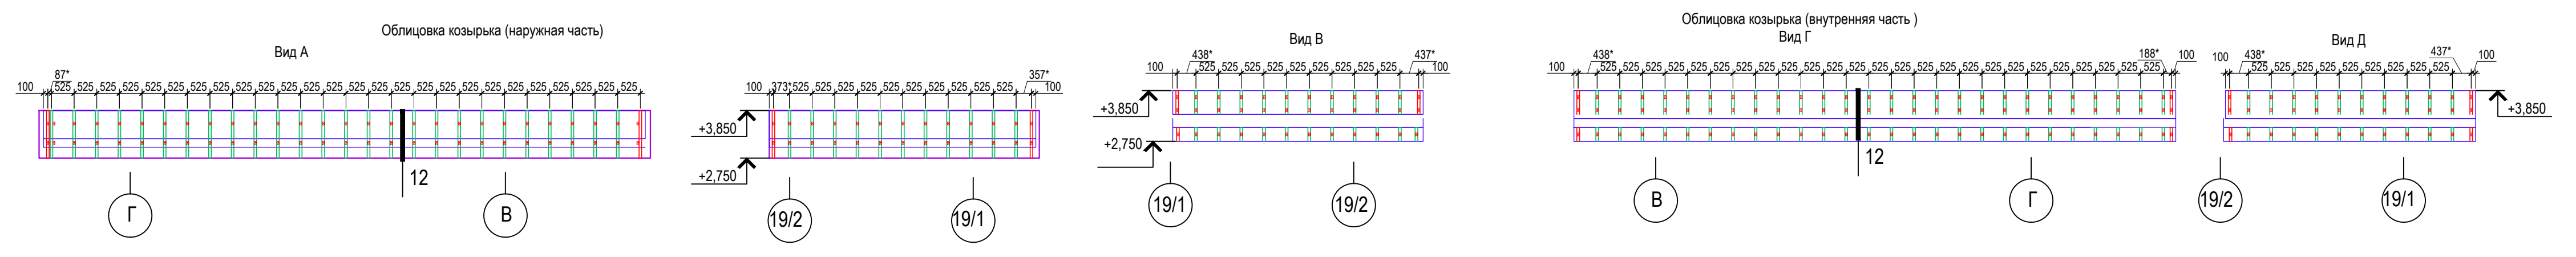 Облицовка козырька (наружная часть)
Вид А
100 87* 525 525 525 525 525 525 525 525 525 525 525 525 525 525 525 525 525 525 525 525 525 525 525 525 525 525
12
Г
В
100 373* 525 525 525 525 525 525 525 525 525 525 357* 100
+3,850
+2,750
19/2
19/1
Вид В
100 438* 525 525 525 525 525 525 525 525 525 437* 100
+3,850
+2,750
19/1
19/2
Облицовка козырька (внутренняя часть )
Вид Г
100 438* 525 525 525 525 525 525 525 525 525 525 525 525 525 525 525 525 525 525 525 525 525 525 525 525 525 188* 100
12
В
Г
Вид Д
100 438* 525 525 525 525 525 525 525 525 525 437* 100
+3,850
19/2
19/1